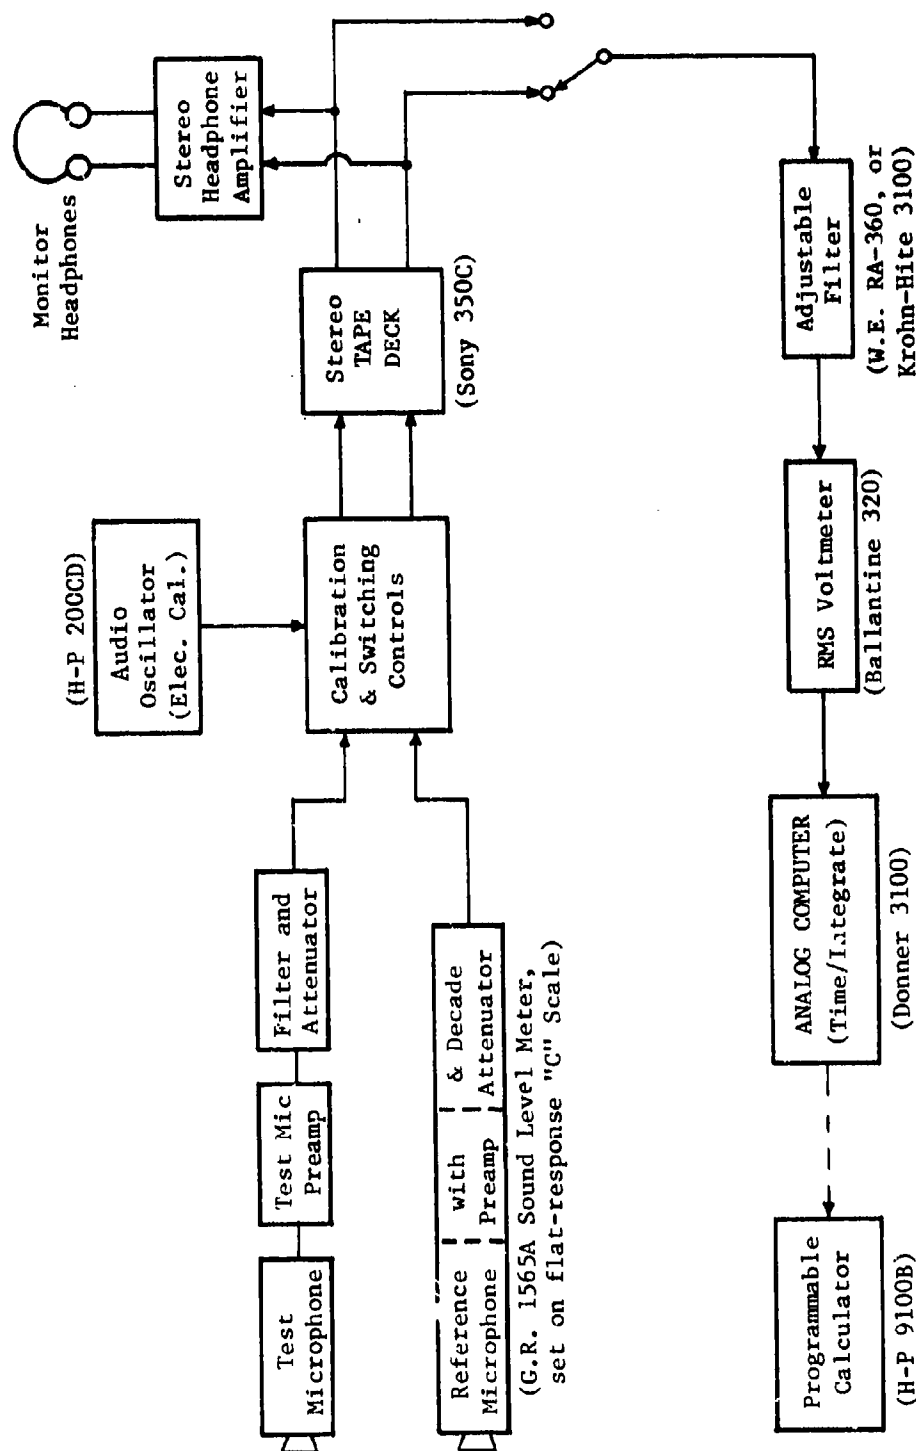 Monitor
Headphones
Stereo
Headphone
Amplifier
(H-P 200CD)
Audio
Oscillator
(Elec. Cal.)
Stereo
TAPE
DECK
(Sony 350C)
Calibration
& Switching
Controls
Filter and
Attenuator
Test Mic
Preamp
Test
Microphone
Reference
Microphone
with
Preamp
& Decade
Attenuator
(G.R. 1565A Sound Level Meter,
set on flat-response "C" Scale)
Adjustable
Filter
(W.E. RA-360, or
Krohn-Hite 3100)
RMS Voltmeter
(Ballantine 320)
ANALOG COMPUTER
(Time/Integrate)
(Donner 3100)
Programmable
Calculator
(H-P 9100B)